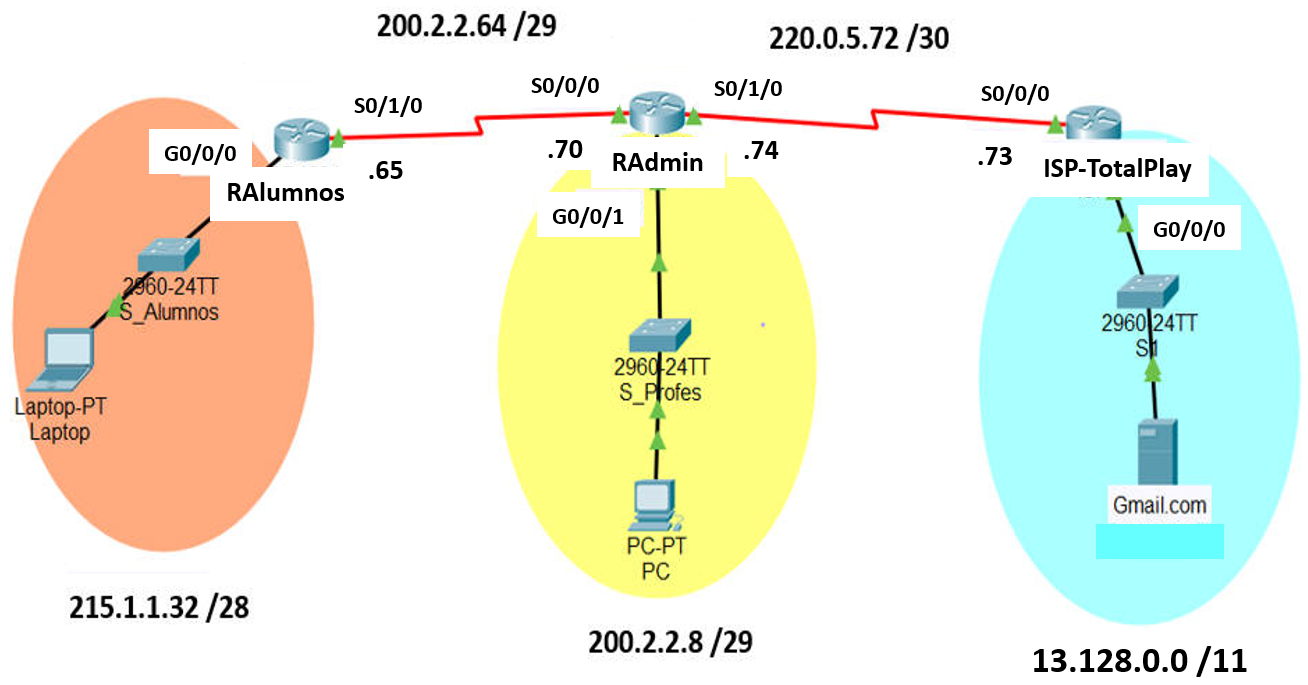 200.2.2.64 /29
220.0.5.72 /30
S0/1/0
S0/0/0
S0/1/0
S0/0/0
G0/0/0
.65
.70
RAdmin
.74
.73
ISP-TotalPlay
RAlumnos
G0/0/1
G0/0/0
2960-24TT
S_Alumnos
2960-24TT
S1
2960-24TT
S_Profes
Laptop-PT
Laptop
Gmail.com
PC-PT
PC
215.1.1.32 /28
200.2.2.8 /29
13.128.0.0 /11